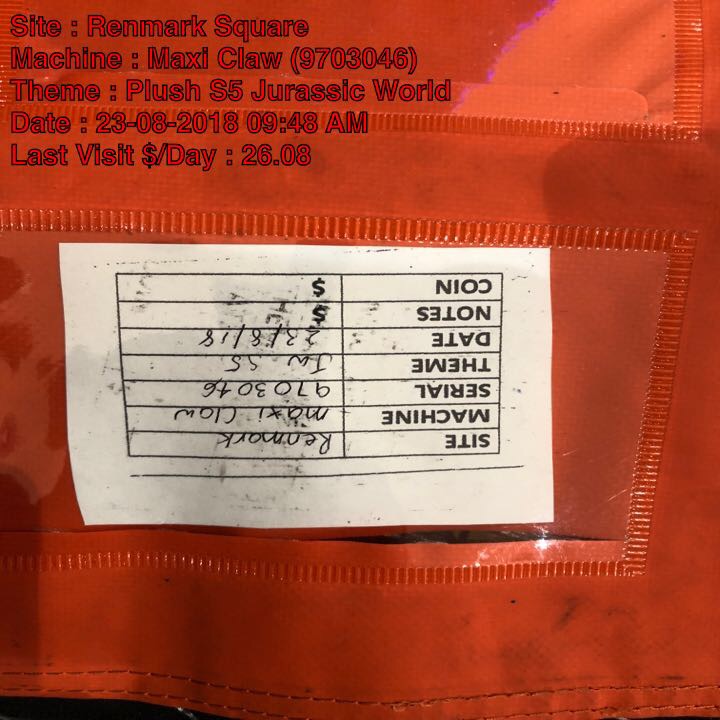 Site : Renmark Square
Machine : Maxi Claw (9703046)
Theme : Plush S5 Jurassic World
Date : 23-08-2018 09:48 AM
Last Visit $/Day : 26.08
SITE Renmark
MACHINE maxi Claw
SERIAL 9703046
THEME JW S5
DATE 23/8/18
NOTES $
COIN $